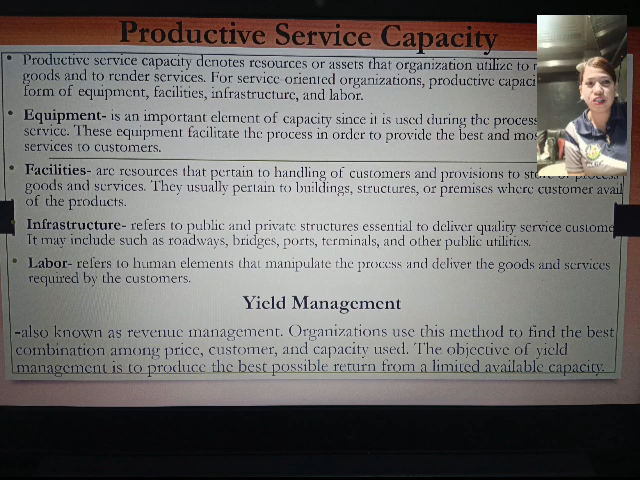 Productive Service Capacity
• Productive service capacity denotes resources or assets that organization utilize to
goods and to render services. For service-oriented organizations, productive
form of equipment, facilities, infrastructure, and labor.
• Equipment- is an important element of capacity since it is used during the process
service. These equipment facilitate the process in order to provide the best and
services to customers.
• Facilities- are resources that pertain to handling of customers and provisions to
goods and services. They usually pertain to buildings, structures, or premises where customer avail
of the products.
• Infrastructure- refers to public and private structures essential to deliver quality service
It may include such as roadways, bridges, ports, terminals, and other public utilities.
• Labor- refers to human elements that manipulate the process and deliver the goods and services
required by the customers.
Yield Management
-also known as revenue management. Organizations use this method to find the best
combination among price, customer, and capacity used. The objective of yield
management is to produce the best possible return from a limited available capacity.